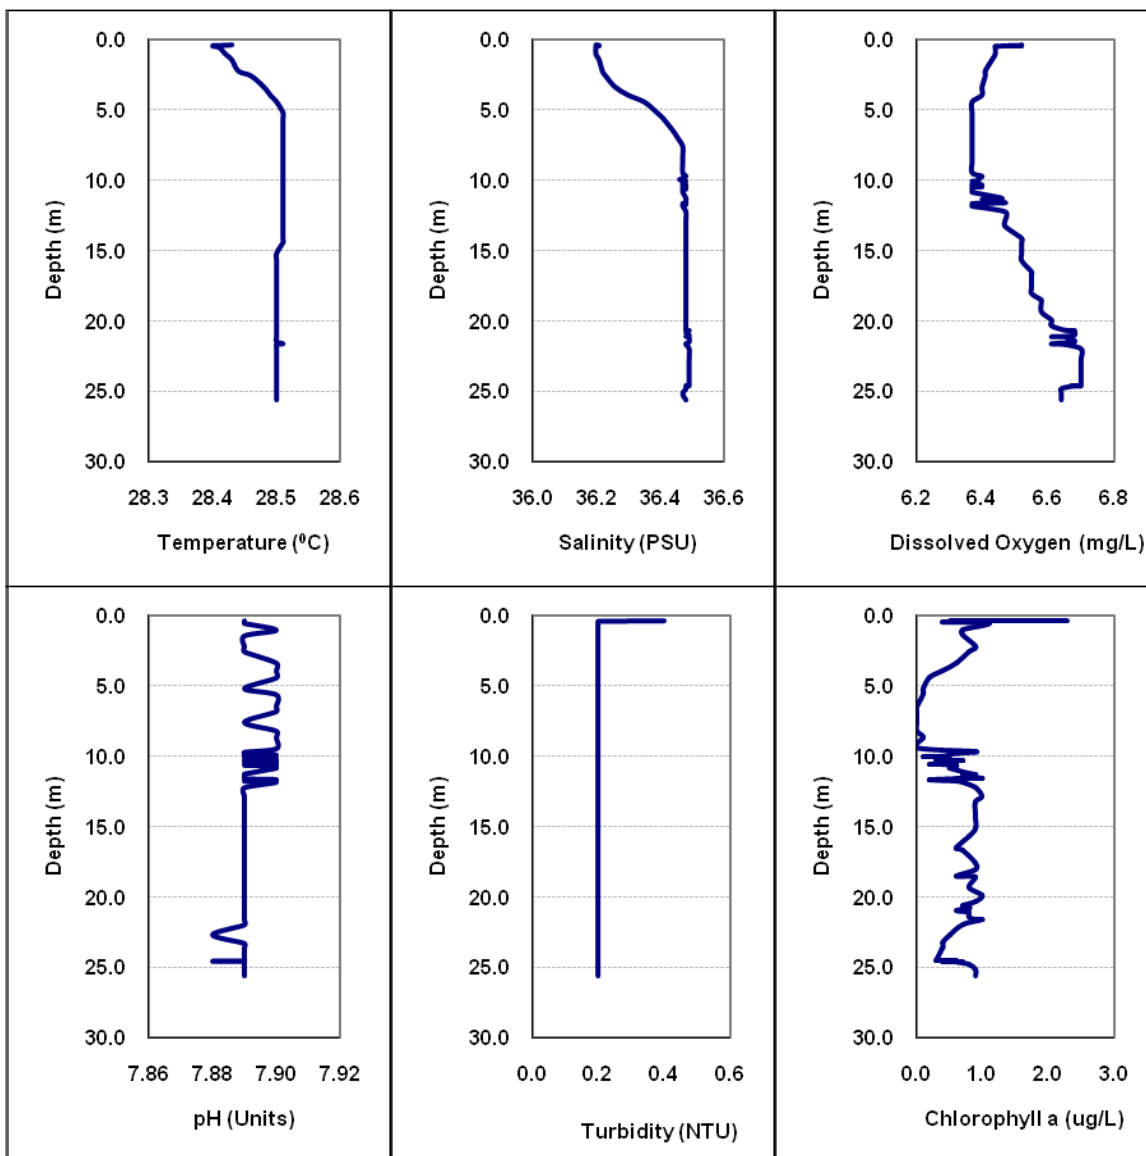 0.0
5.0
10.0
15.0
20.0
25.0
30.0
Depth (m)
28.3 28.4 28.5 28.6
Temperature (⁰C)
0.0
5.0
10.0
15.0
20.0
25.0
30.0
Depth (m)
36.0 36.2 36.4 36.6
Salinity (PSU)
0.0
5.0
10.0
15.0
20.0
25.0
30.0
Depth (m)
6.2 6.4 6.6 6.8
Dissolved Oxygen (mg/L)
0.0
5.0
10.0
15.0
20.0
25.0
30.0
Depth (m)
7.86 7.88 7.90 7.92
pH (Units)
0.0
5.0
10.0
15.0
20.0
25.0
30.0
Depth (m)
0.0 0.2 0.4 0.6
Turbidity (NTU)
0.0
5.0
10.0
15.0
20.0
25.0
30.0
Depth (m)
0.0 1.0 2.0 3.0
Chlorophyll a (ug/L)